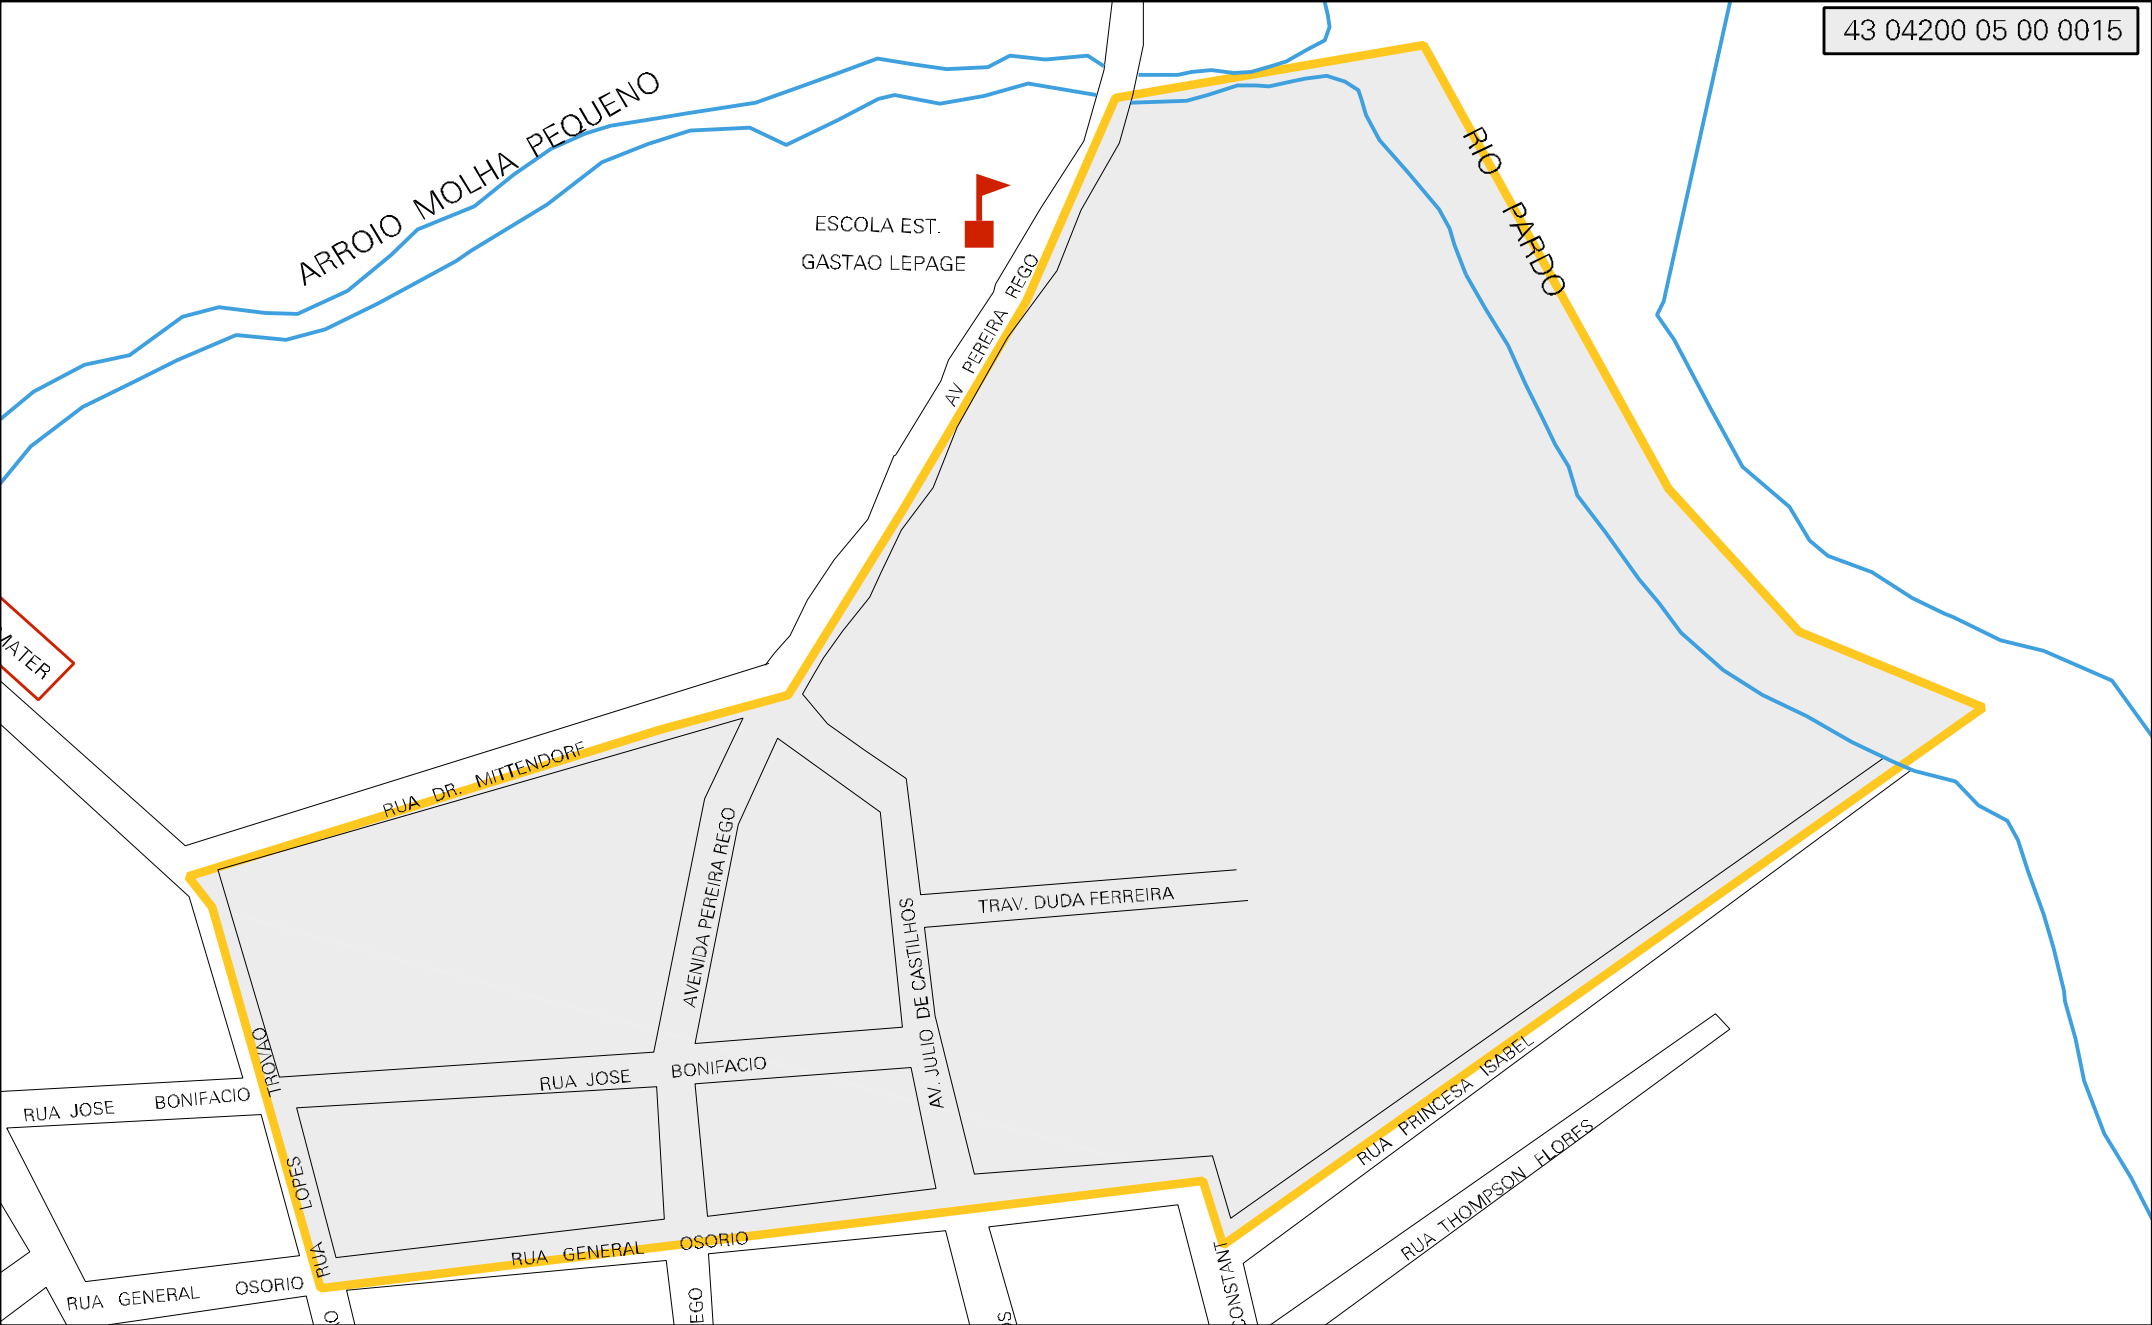 43 04200 05 00 0015
ARROIO MOLHA PEQUENO
RIO PARDO
ESCOLA EST.
GASTAO LEPAGE
AV PEREIRA REGO
MATER
RUA DR. MITTENDORF
AVENIDA PEREIRA REGO
TRAV. DUDA FERREIRA
AV. JULIO DE CASTILHOS
RUA LOPES TROVAO
RUA JOSE BONIFACIO
RUA JOSE BONIFACIO
RUA PRINCESA ISABEL
RUA THOMPSON FLORES
RUA GENERAL OSORIO
RUA GENERAL OSORIO
CONSTANT
EGO